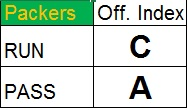 Packers Off. Index
RUN C
PASS A